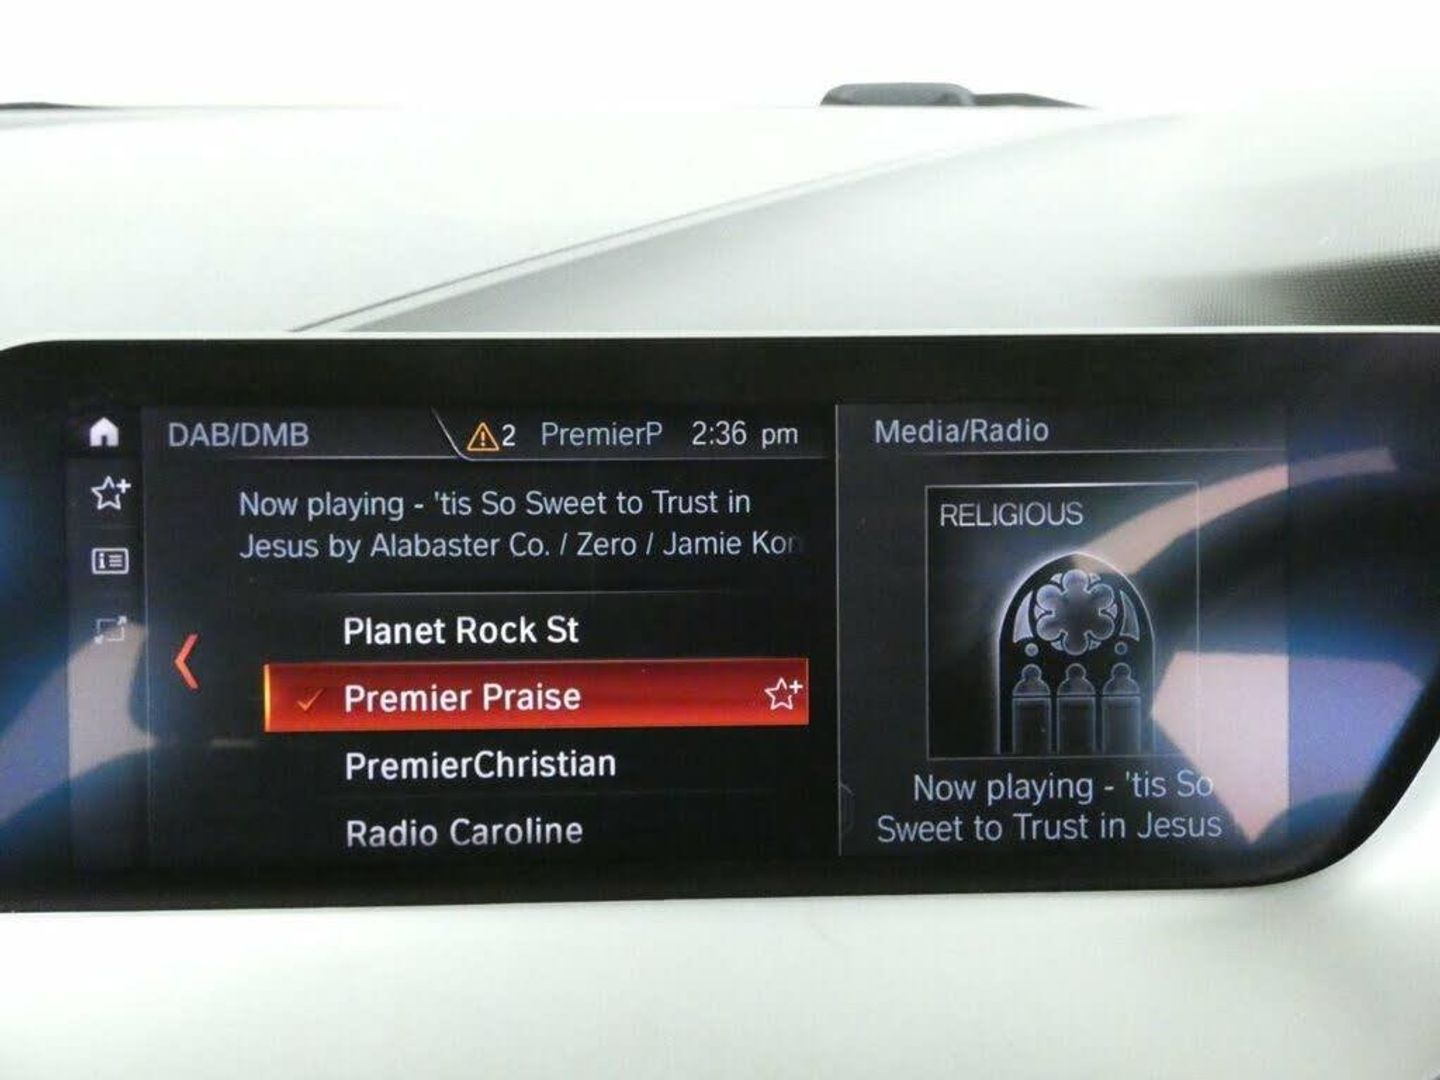 DAB/DMB
2 PremierP 2:36 pm
Now playing - 'tis So Sweet to Trust in
Jesus by Alabaster Co. / Zero / Jamie Kon
Planet Rock St
Premier Praise
PremierChristian
Radio Caroline
Media/Radio
RELIGIOUS
Now playing - 'tis So
Sweet to Trust in Jesus